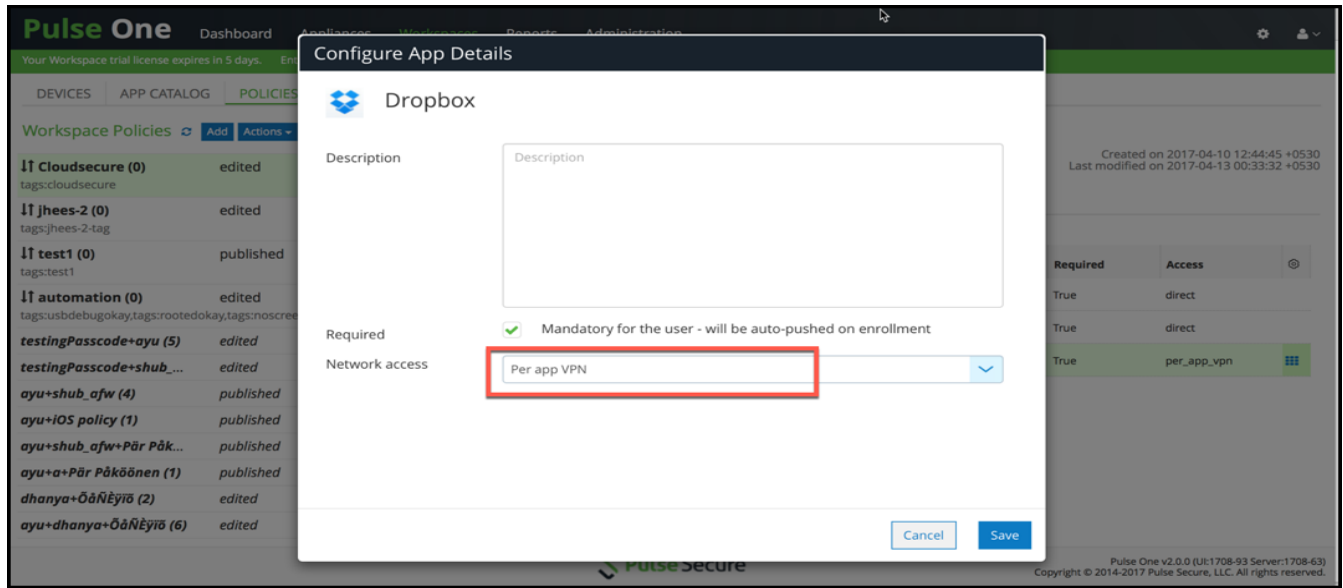 Pulse One
Dashboard Appliances Workspaces Reports Administration
Your Workspace trial license expires in 5 days.
DEVICES APP CATALOG POLICIES
Workspace Policies Add Actions
Configure App Details
Dropbox
Description
Description
Required
Mandatory for the user - will be auto-pushed on enrollment
Network access
Per app VPN
Cancel Save
Cloudsecure (0) edited
tags:cloudsecure
jhees-2 (0) edited
tags:jhees-2-tag
test1 (0) published
tags:test1
automation (0) edited
tags:usbdebugokay,tags:rootedokay,tags:noscree
testingPasscode+ayu (5) edited
testingPasscode+shub_... edited
ayu+shub_afw (4) published
ayu+iOS policy (1) published
ayu+shub_afw+Pär Påk... published
ayu+a+Pär Påköönen (1) published
dhanya+ÕåÑÈÿïö (2) edited
ayu+dhanya+ÕåÑÈÿïö (6) edited
Created on 2017-04-10 12:44:45 +0530
Last modified on 2017-04-13 00:33:32 +0530
Required Access
True direct
True direct
True per_app_vpn
Pulse Secure
Pulse One v2.0.0 (UI:1708-93 Server:1708-63)
Copyright © 2014-2017 Pulse Secure, LLC. All rights reserved.